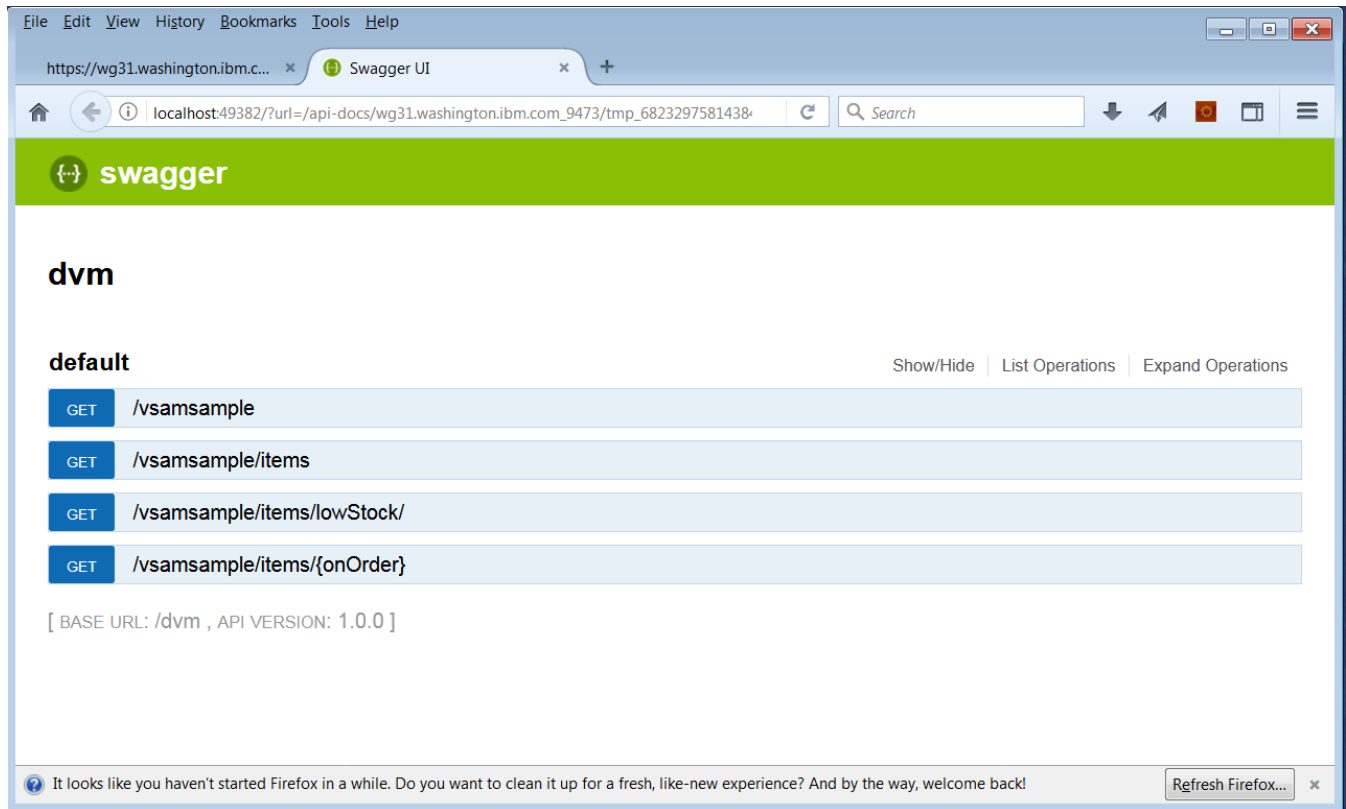 File Edit View History Bookmarks Tools Help
https://wg31.washington.ibm.c... × Swagger UI × +
localhost:49382/?url=/api-docs/wg31.washington.ibm.com_9473/tmp_6823297581438 Search
{···} swagger
dvm
default Show/Hide List Operations Expand Operations
GET /vsamsample
GET /vsamsample/items
GET /vsamsample/items/lowStock/
GET /vsamsample/items/{onOrder}
[ BASE URL: /dvm , API VERSION: 1.0.0 ]
It looks like you haven't started Firefox in a while. Do you want to clean it up for a fresh, like-new experience? And by the way, welcome back! Refresh Firefox... ×